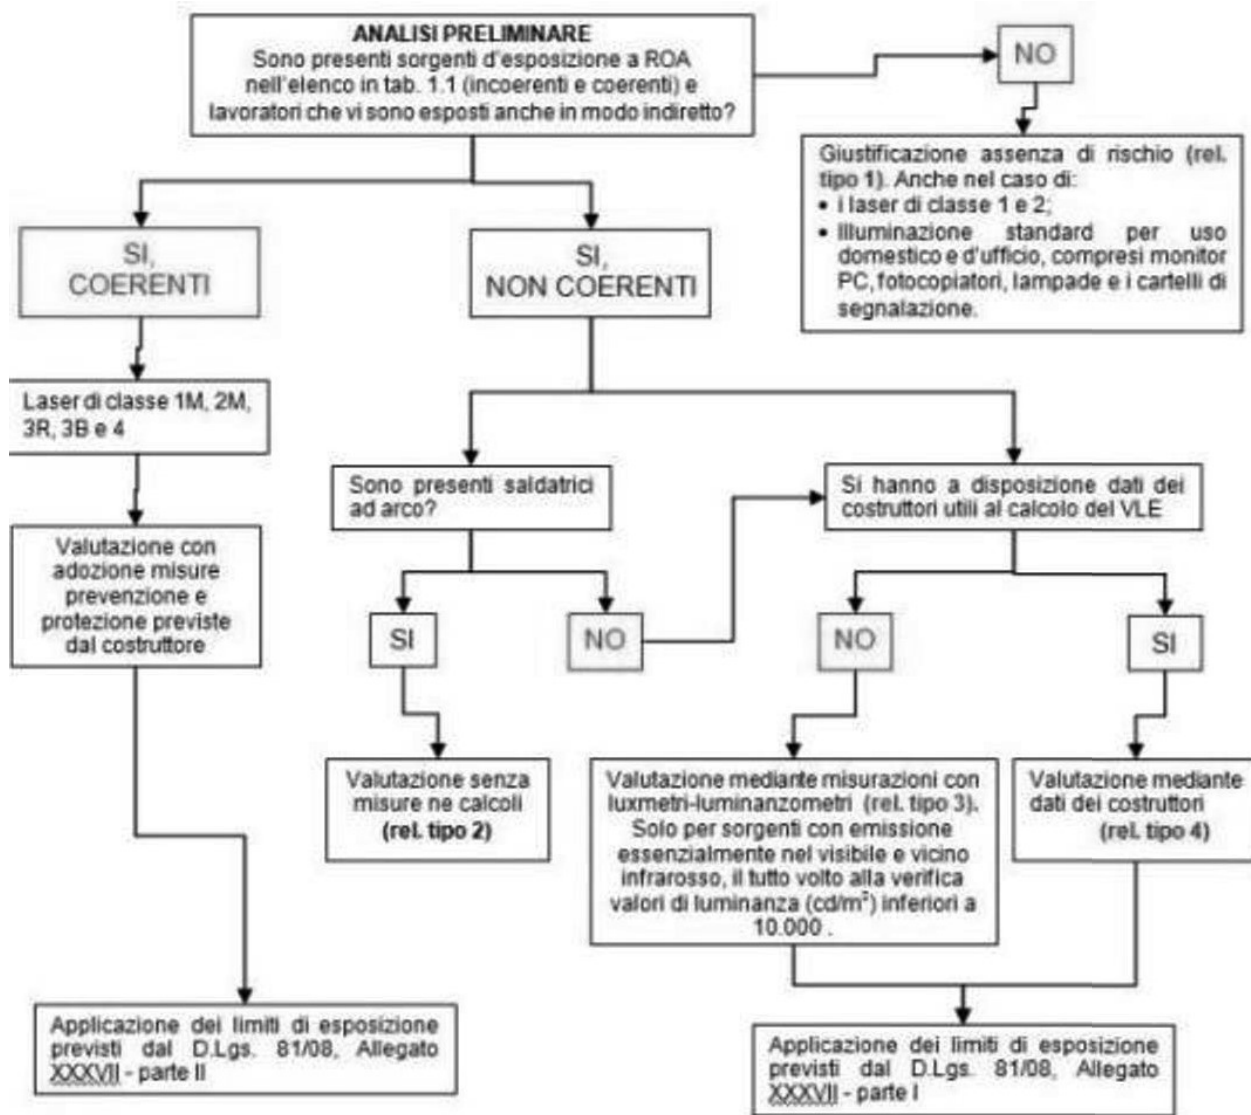 ANALISI PRELIMINARE
Sono presenti sorgenti d'esposizione a ROA
nell'elenco in tab. 1.1 (incoerenti e coerenti) e
lavoratori che vi sono esposti anche in modo indiretto?
NO
Giustificazione assenza di rischio (rel.
tipo 1). Anche nel caso di:
• i laser di classe 1 e 2;
• Illuminazione standard per uso
domestico e d'ufficio, compresi monitor
PC, fotocopiatori, lampade e i cartelli di
segnalazione.
SI,
COERENTI
SI,
NON COERENTI
Laser di classe 1M, 2M,
3R, 3B e 4
Sono presenti saldatrici
ad arco?
Si hanno a disposizione dati dei
costruttori utili al calcolo del VLE
Valutazione con
adozione misure
prevenzione e
protezione previste
dal costruttore
SI
NO
NO
SI
Valutazione senza
misure ne calcoli
(rel. tipo 2)
Valutazione mediante misurazioni con
luxmetri-luminanzometri (rel. tipo 3).
Solo per sorgenti con emissione
essenzialmente nel visibile e vicino
infrarosso, il tutto volto alla verifica
valori di luminanza (cd/m²) inferiori a
10.000 .
Valutazione mediante
dati dei costruttori
(rel. tipo 4)
Applicazione dei limiti di esposizione
previsti dal D.Lgs. 81/08, Allegato
XXXVII - parte II
Applicazione dei limiti di esposizione
previsti dal D.Lgs. 81/08, Allegato
XXXVII - parte I